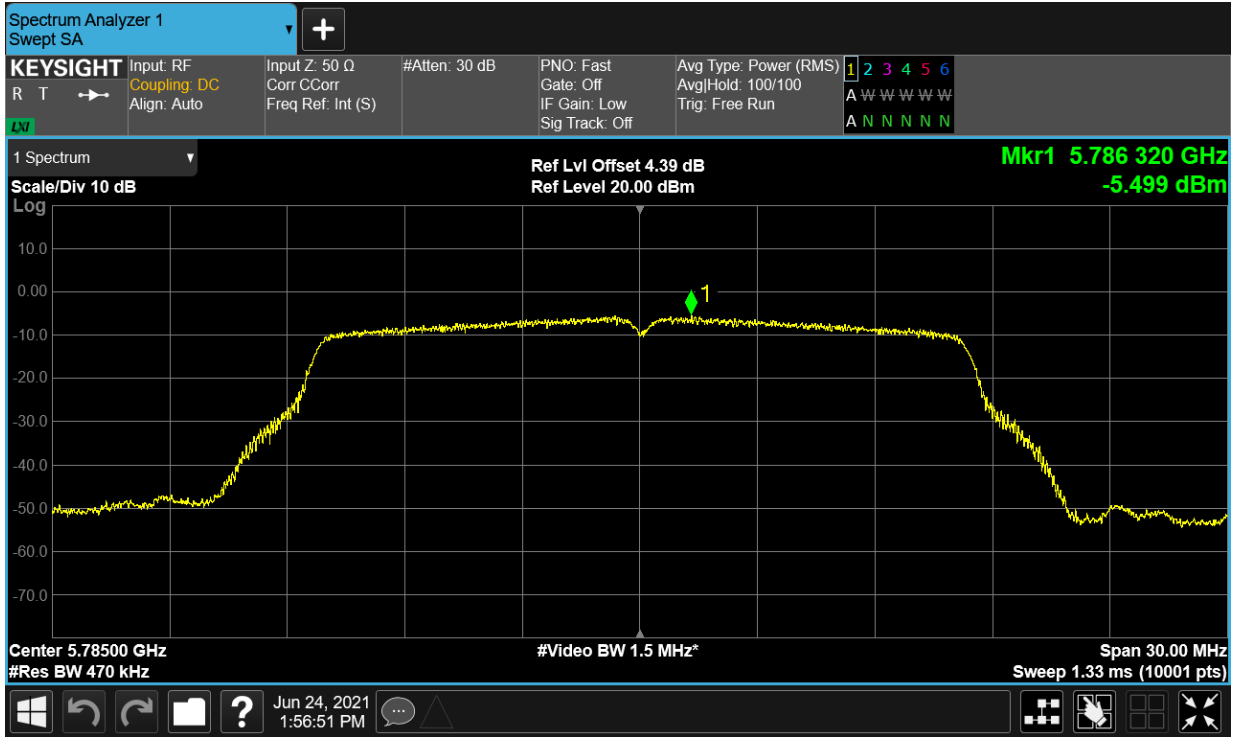 Spectrum Analyzer 1
Swept SA
KEYSIGHT
R T
LXI
Input: RF
Coupling: DC
Align: Auto
Input Z: 50 Ω
Corr CCorr
Freq Ref: Int (S)
#Atten: 30 dB
PNO: Fast
Gate: Off
IF Gain: Low
Sig Track: Off
Avg Type: Power (RMS)
Avg|Hold: 100/100
Trig: Free Run
1 2 3 4 5 6
A W W W W W
A N N N N N
1 Spectrum
Scale/Div 10 dB
Log
Ref Lvl Offset 4.39 dB
Ref Level 20.00 dBm
Mkr1 5.786 320 GHz
-5.499 dBm
10.0
0.00
-10.0
-20.0
-30.0
-40.0
-50.0
-60.0
-70.0
1
Center 5.78500 GHz
#Res BW 470 kHz
#Video BW 1.5 MHz*
Span 30.00 MHz
Sweep 1.33 ms (10001 pts)
?
Jun 24, 2021
1:56:51 PM